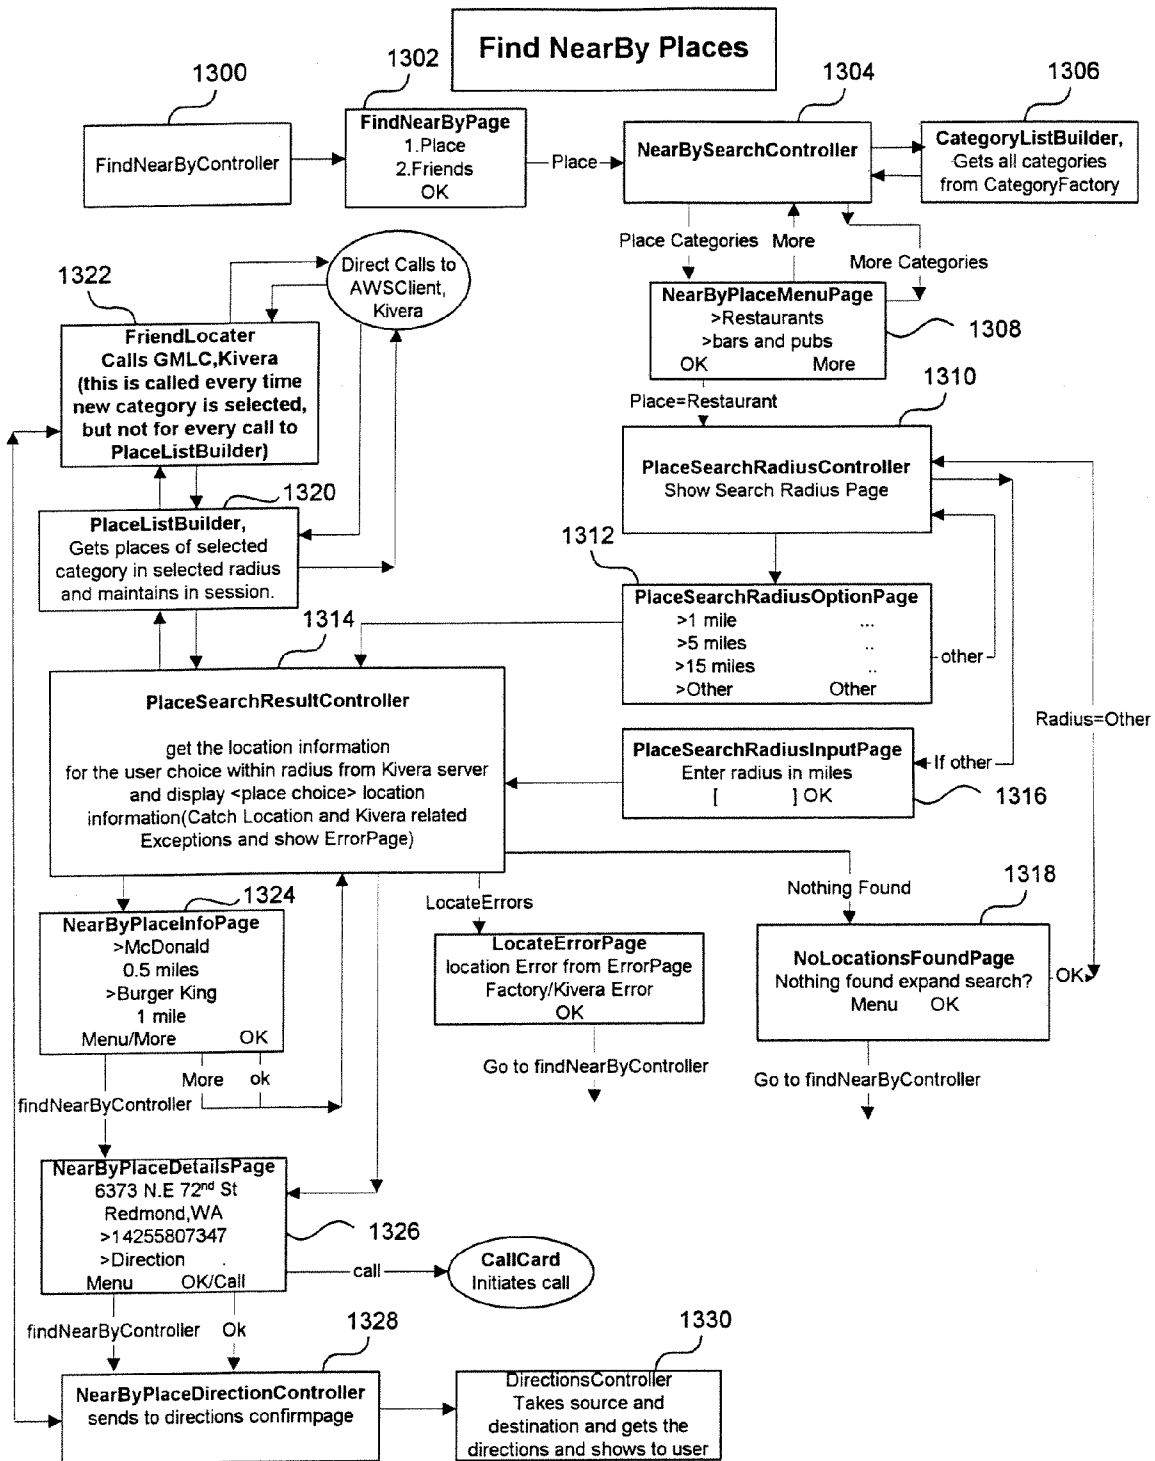 Find NearBy Places
1300
FindNearByController
1302
FindNearByPage
1.Place
2.Friends
OK
Place
1304
NearBySearchController
1306
CategoryListBuilder,
Gets all categories
from CategoryFactory
Place Categories
More
More Categories
NearByPlaceMenuPage
>Restaurants
>bars and pubs
OK More
1308
Place=Restaurant
1310
PlaceSearchRadiusController
Show Search Radius Page
Direct Calls to
AWSClient,
Kivera
1322
FriendLocater
Calls GMLC,Kivera
(this is called every time
new category is selected,
but not for every call to
PlaceListBuilder)
1320
PlaceListBuilder,
Gets places of selected
category in selected radius
and maintains in session.
1312
PlaceSearchRadiusOptionPage
>1 mile ...
>5 miles ..
>15 miles ..
>Other Other
other
Radius=Other
1314
PlaceSearchResultController
get the location information
for the user choice within radius from Kivera server
and display <place choice> location
information(Catch Location and Kivera related
Exceptions and show ErrorPage)
PlaceSearchRadiusInputPage
Enter radius in miles
[ ] OK
If other
1316
Nothing Found
1318
NoLocationsFoundPage
Nothing found expand search?
Menu OK
OK
Go to findNearByController
LocateErrors
LocateErrorPage
location Error from ErrorPage
Factory/Kivera Error
OK
Go to findNearByController
1324
NearByPlaceInfoPage
>McDonald
0.5 miles
>Burger King
1 mile
Menu/More OK
More ok
findNearByController
NearByPlaceDetailsPage
6373 N.E 72nd St
Redmond,WA
>14255807347
>Direction .
Menu OK/Call
1326
call
CallCard
Initiates call
findNearByController Ok
1328
NearByPlaceDirectionController
sends to directions confirmpage
1330
DirectionsController
Takes source and
destination and gets the
directions and shows to user